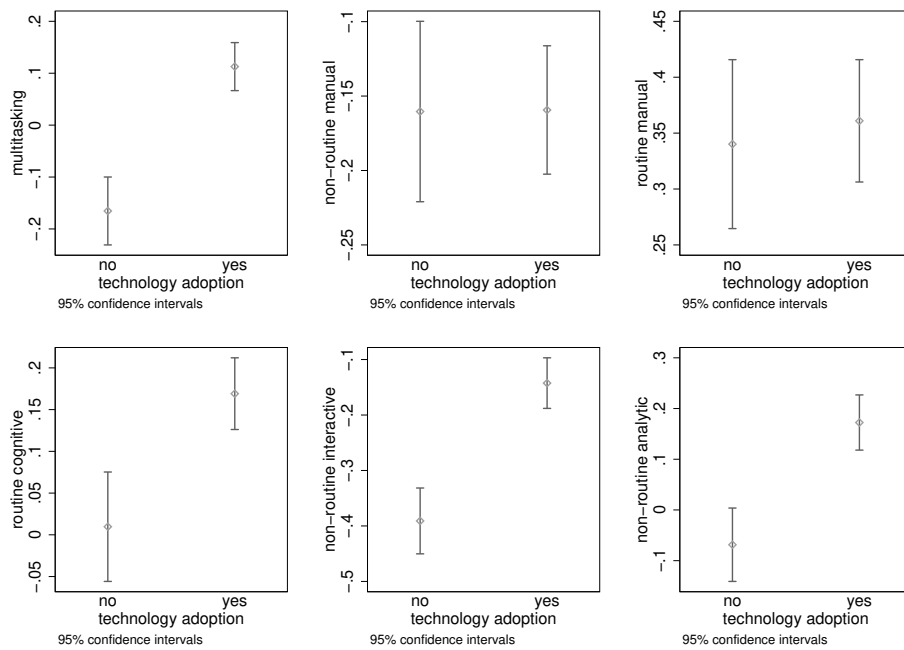 multitasking
.2
.1
0
−.1
−.2
no yes
technology adoption
95% confidence intervals
non−routine manual
−.1
−.15
−.2
−.25
no yes
technology adoption
95% confidence intervals
routine manual
.45
.4
.35
.3
.25
no yes
technology adoption
95% confidence intervals
routine cognitive
.2
.15
.1
.05
0
−.05
no yes
technology adoption
95% confidence intervals
non−routine interactive
−.1
−.2
−.3
−.4
−.5
no yes
technology adoption
95% confidence intervals
non−routine analytic
.3
.2
.1
0
−.1
no yes
technology adoption
95% confidence intervals